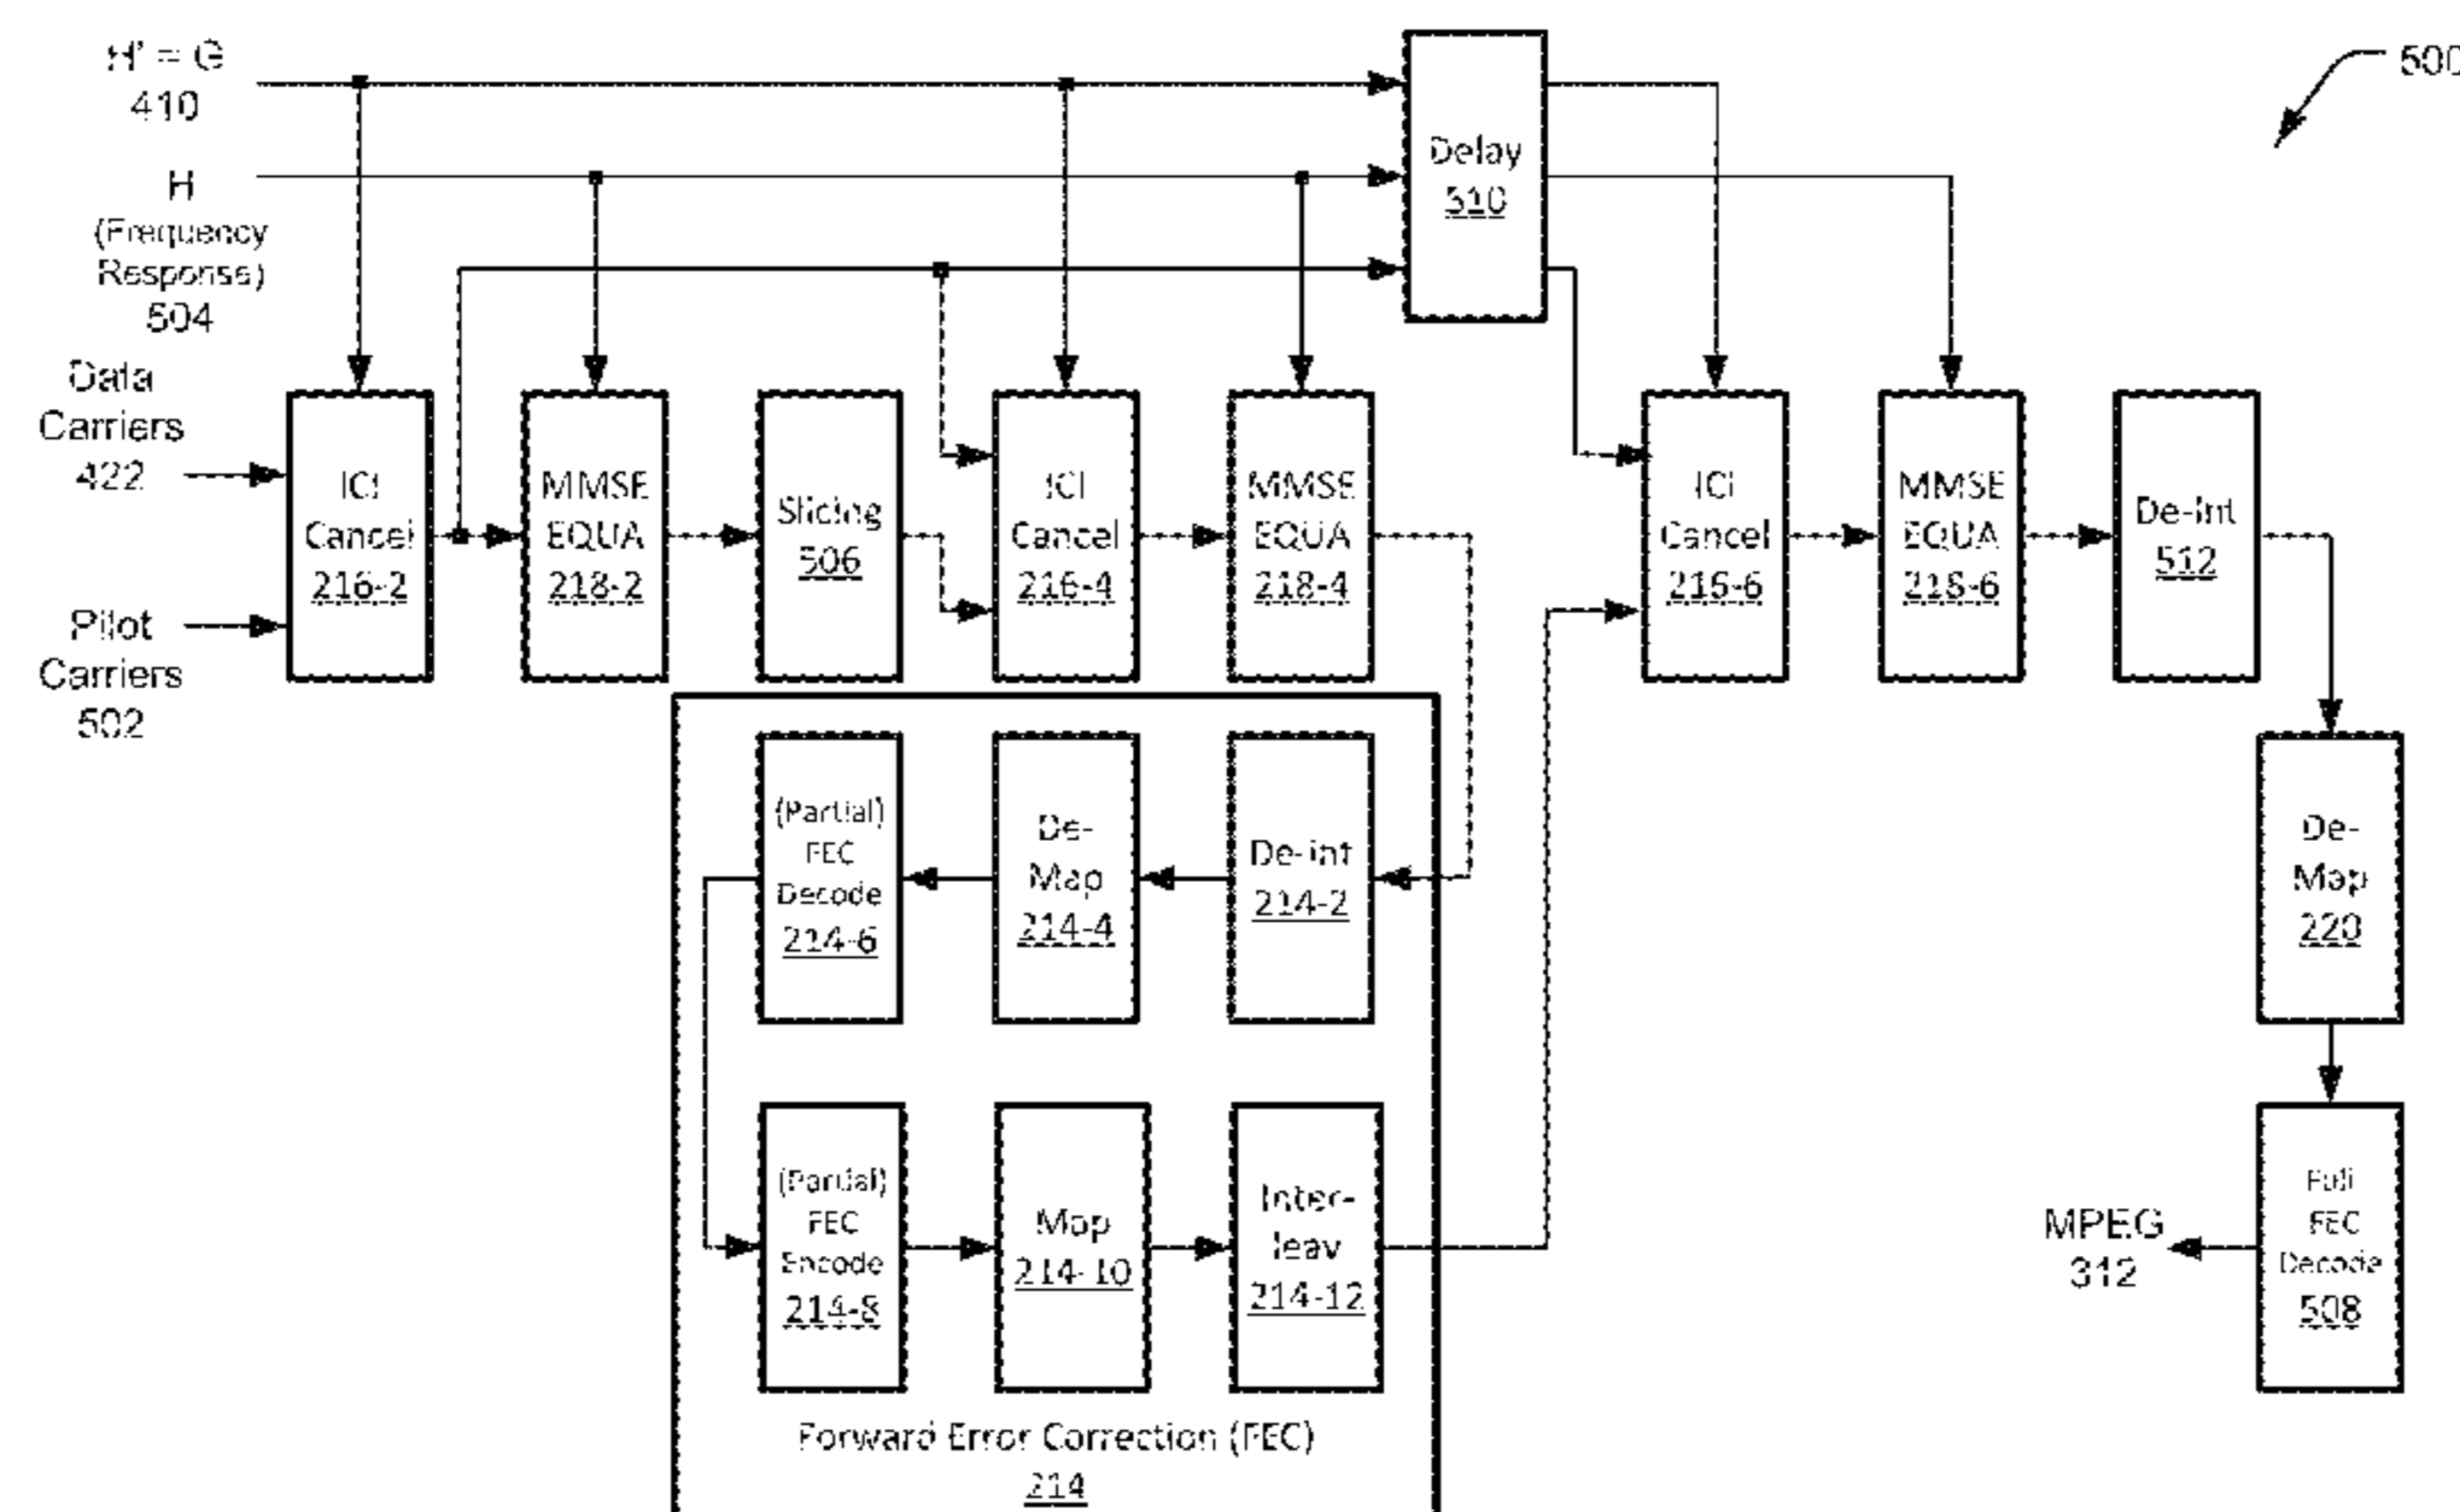 H' = G
410
H
(Frequency
Response)
504
Data
Carriers
422
Pilot
Carriers
502
Delay
510
500
ICI
Cancel
216-2
MMSE
EQUA
218-2
Slicing
506
ICI
Cancel
216-4
MMSE
EQUA
218-4
ICI
Cancel
216-6
MMSE
EQUA
218-6
De-Int
512
(Partial)
FEC
Decode
214-6
De-
Map
214-4
De-Int
214-2
De-
Map
220
(Partial)
FEC
Encode
214-8
Map
214-10
Inter-
leav
214-12
MPEG
312
Full
FEC
Decode
508
Forward Error Correction (FEC)
214